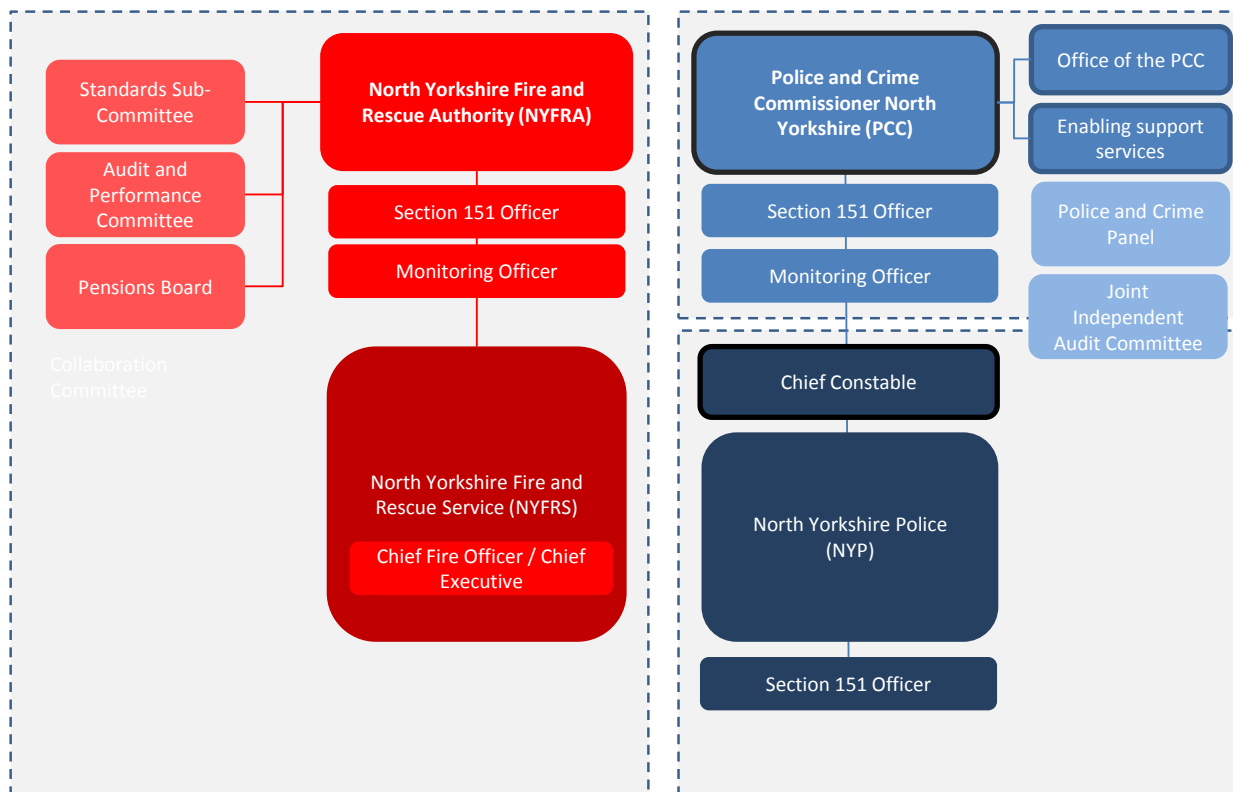 Standards Sub-
Committee
Audit and
Performance
Committee
Pensions Board
Collaboration
Committee
North Yorkshire Fire and
Rescue Authority (NYFRA)
Section 151 Officer
Monitoring Officer
North Yorkshire Fire and
Rescue Service (NYFRS)
Chief Fire Officer / Chief
Executive
Police and Crime
Commissioner North
Yorkshire (PCC)
Section 151 Officer
Monitoring Officer
Office of the PCC
Enabling support
services
Police and Crime
Panel
Joint
Independent
Audit Committee
Chief Constable
North Yorkshire Police
(NYP)
Section 151 Officer